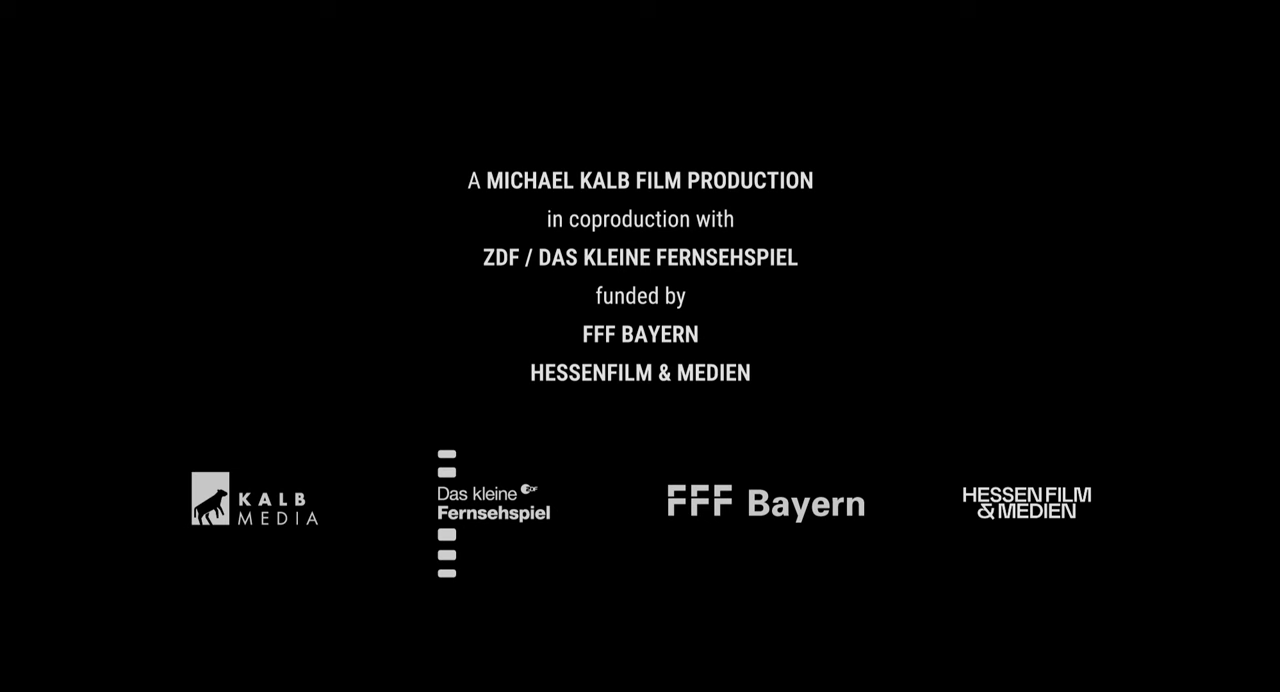 A MICHAEL KALB FILM PRODUCTION
in coproduction with
ZDF / DAS KLEINE FERNSEHSPIEL
funded by
FFF BAYERN
HESSENFILM & MEDIEN
KALB
MEDIA
Das kleine ZDF
Fernsehspiel
FFF Bayern
HESSEN FILM
& MEDIEN